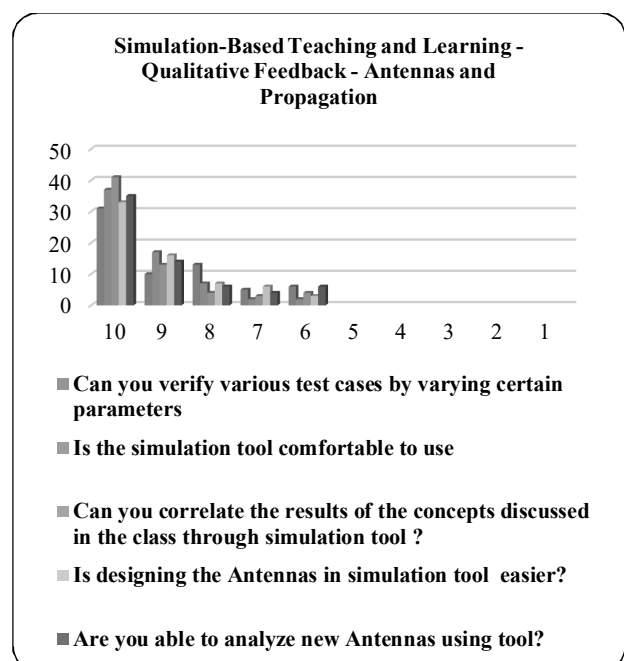 Simulation-Based Teaching and Learning -
Qualitative Feedback - Antennas and
Propagation
50
40
30
20
10
0
10 9 8 7 6 5 4 3 2 1
Can you verify various test cases by varying certain
parameters
Is the simulation tool comfortable to use
Can you correlate the results of the concepts discussed
in the class through simulation tool ?
Is designing the Antennas in simulation tool easier?
Are you able to analyze new Antennas using tool?